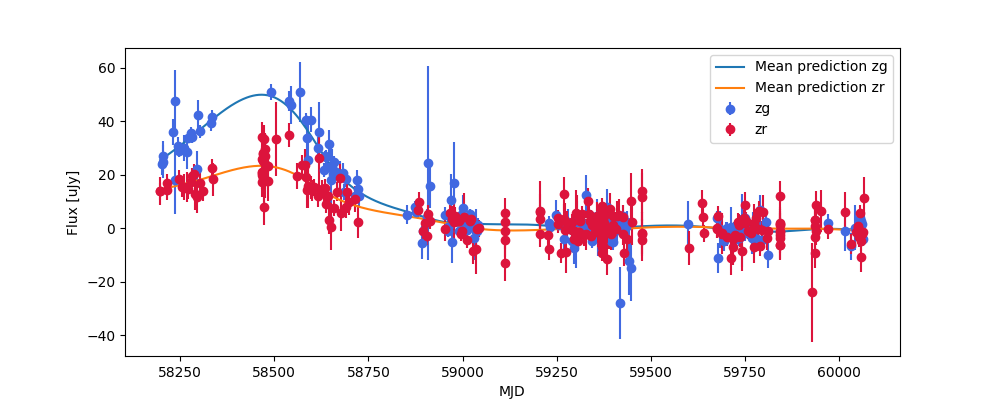 60
40
20
0
−20
−40
Flux [uJy]
58250
58500
58750
59000
59250
59500
59750
60000
MJD
Mean prediction zg
Mean prediction zr
zg
zr